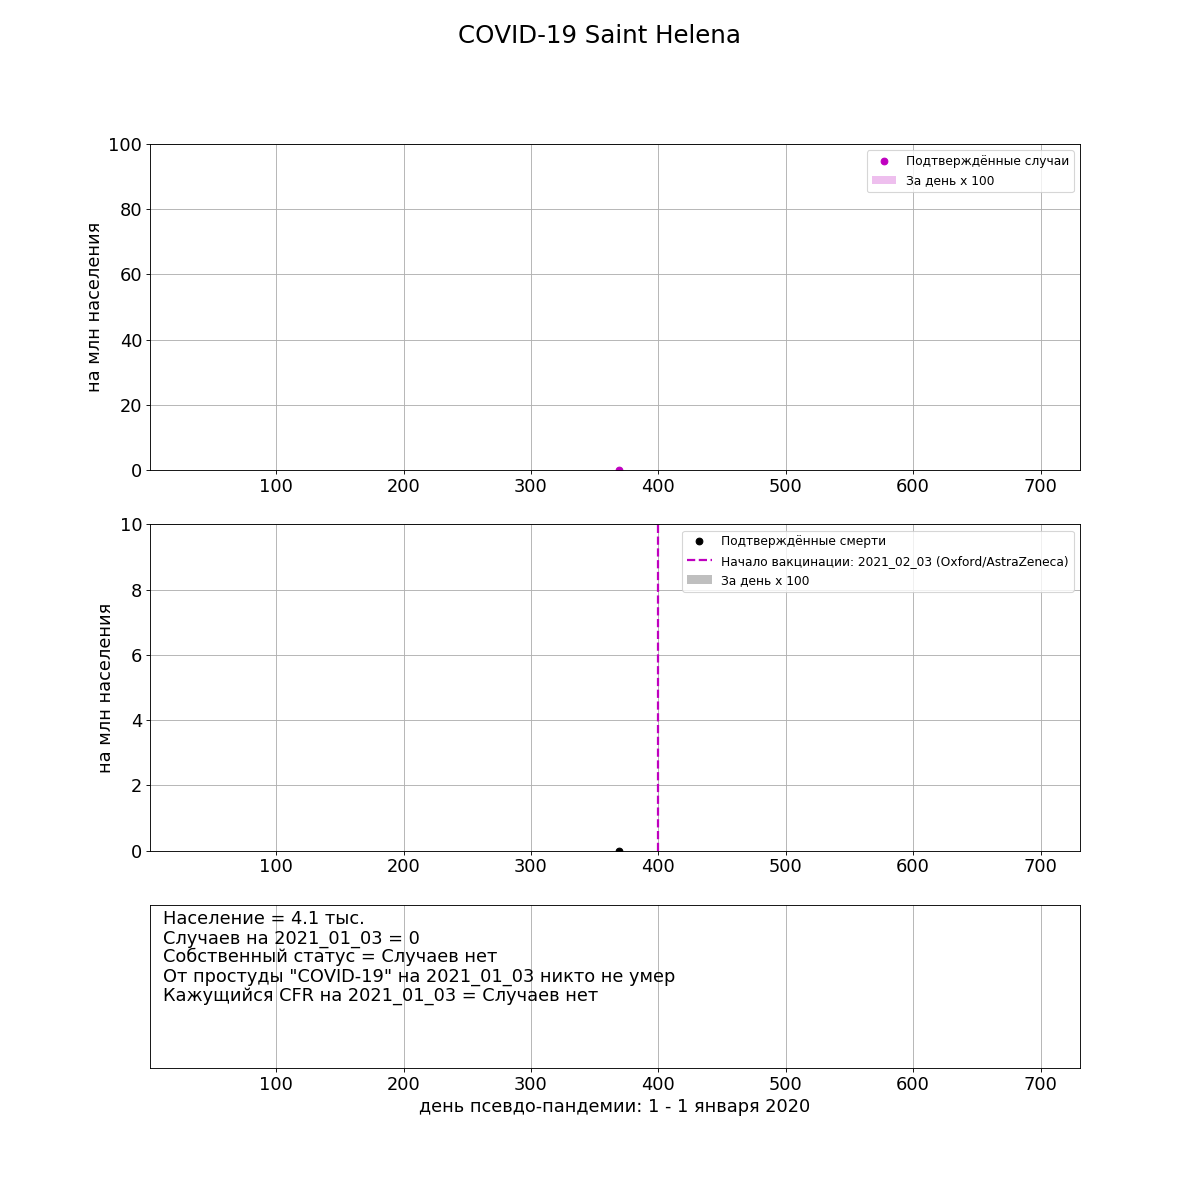 COVID-19 Saint Helena
100
80
60
40
20
0
на млн населения
Подтверждённые случаи
За день x 100
100 200 300 400 500 600 700
10
8
6
4
2
0
на млн населения
Подтверждённые смерти
Начало вакцинации: 2021_02_03 (Oxford/AstraZeneca)
За день x 100
100 200 300 400 500 600 700
Население = 4.1 тыс.
Случаев на 2021_01_03 = 0
Собственный статус = Случаев нет
От простуды "COVID-19" на 2021_01_03 никто не умер
Кажущийся CFR на 2021_01_03 = Случаев нет
100 200 300 400 500 600 700
день псевдо-пандемии: 1 - 1 января 2020